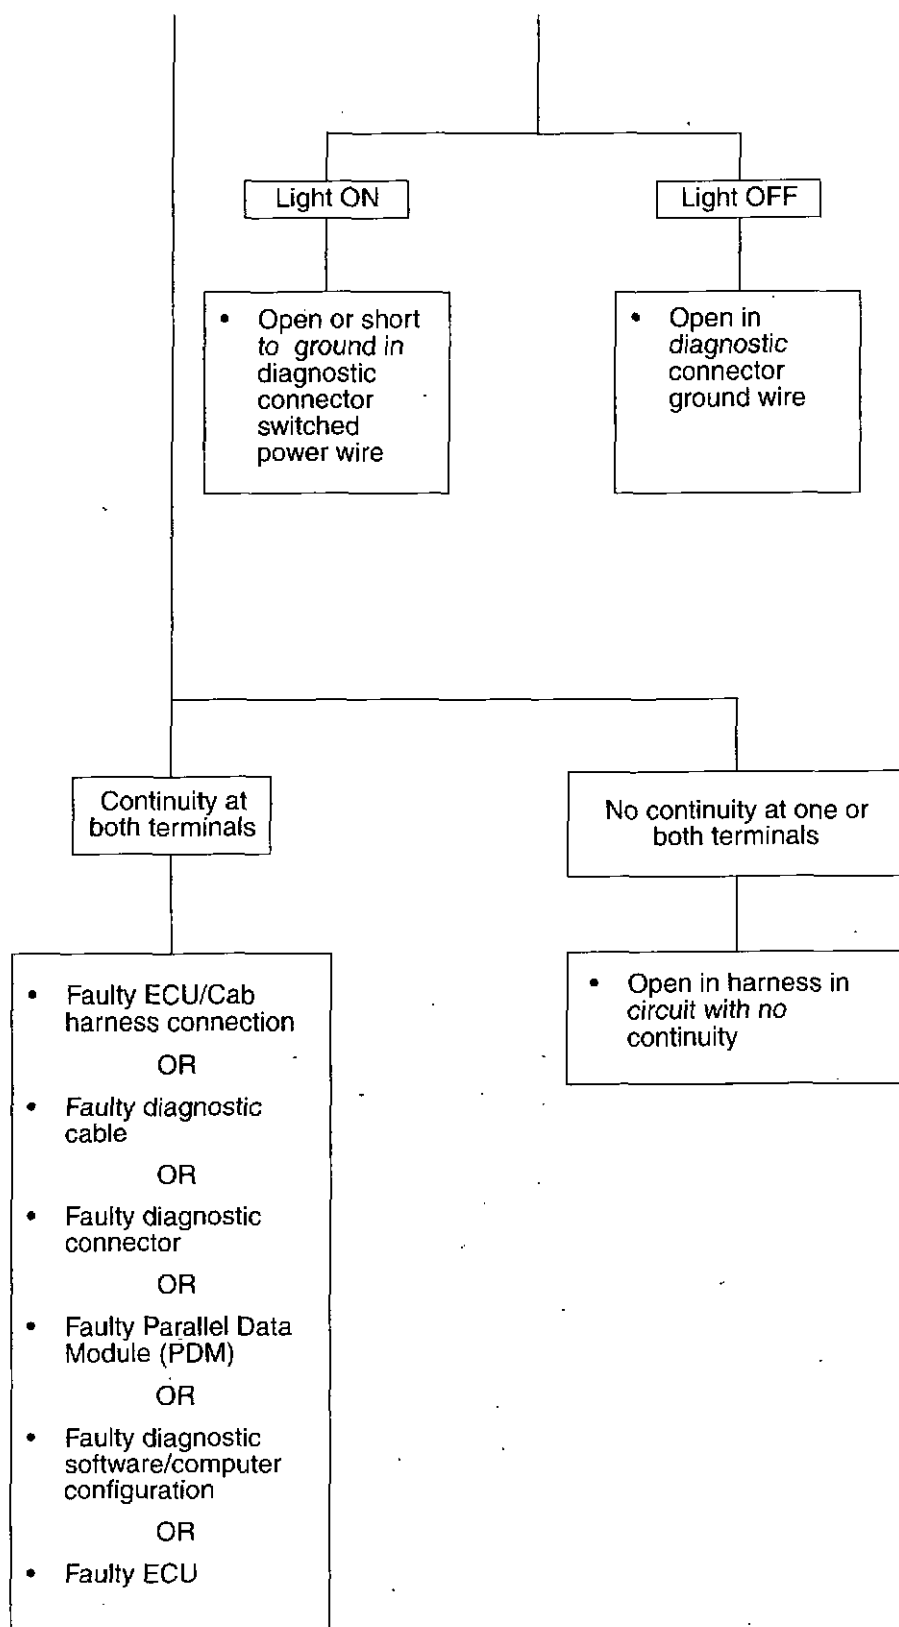 Light ON
Light OFF
• Open or short
to ground in
diagnostic
connector
switched
power wire
• Open in
diagnostic
connector
ground wire
Continuity at
both terminals
No continuity at one or
both terminals
• Faulty ECU/Cab
harness connection
OR
• Faulty diagnostic
cable
OR
• Faulty diagnostic
connector
OR
• Faulty Parallel Data
Module (PDM)
OR
• Faulty diagnostic
software/computer
configuration
OR
• Faulty ECU
• Open in harness in
circuit with no
continuity